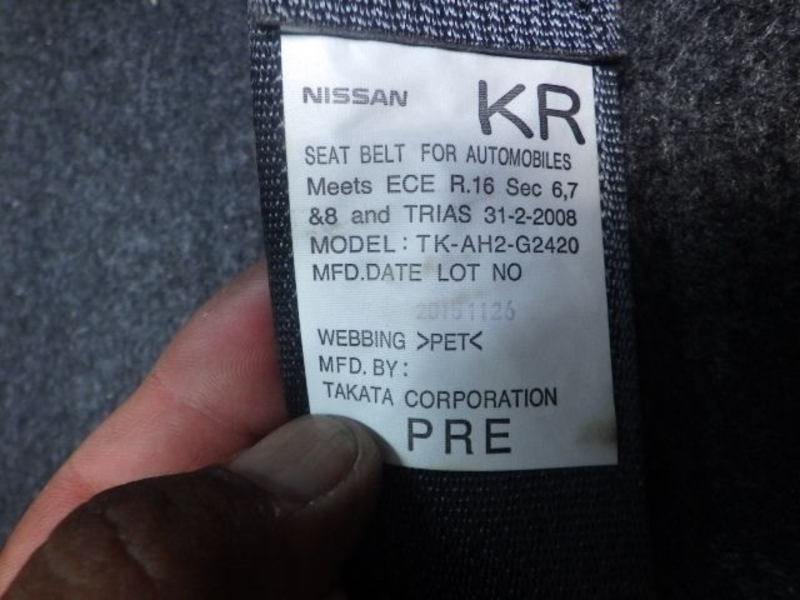 NISSAN KR
SEAT BELT FOR AUTOMOBILES
Meets ECE R.16 Sec 6,7
&8 and TRIAS 31-2-2008
MODEL: TK-AH2-G2420
MFD.DATE LOT NO
20151126
WEBBING >PET<
MFD. BY:
TAKATA CORPORATION
PRE